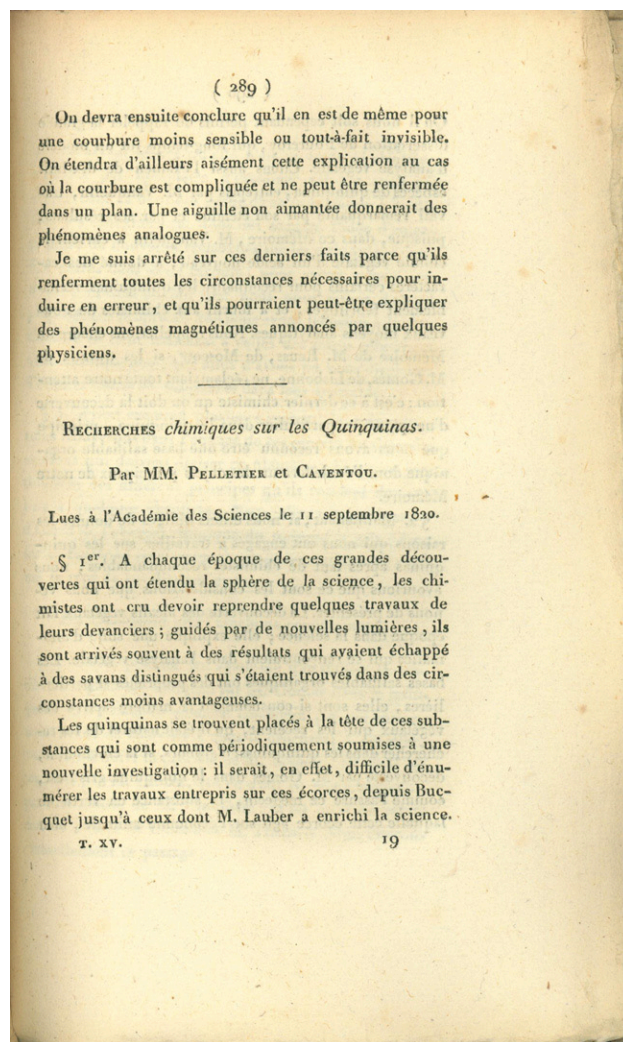 ( 289 )
On devra ensuite conclure qu'il en est de même pour
une courbure moins sensible ou tout-à-fait invisible.
On étendra d'ailleurs aisément cette explication au cas
où la courbure est compliquée et ne peut être renfermée
dans un plan. Une aiguille non aimantée donnerait des
phénomènes analogues.
Je me suis arrêté sur ces derniers faits parce qu'ils
renferment toutes les circonstances nécessaires pour in-
duire en erreur, et qu'ils pourraient peut-être expliquer
des phénomènes magnétiques annoncés par quelques
physiciens.
RECHERCHES chimiques sur les Quinquinas.
Par MM. PELLETIER et CAVENTOU.
Lues à l'Académie des Sciences le 11 septembre 1820.
§ 1er. A chaque époque de ces grandes décou-
vertes qui ont étendu la sphère de la science, les chi-
mistes ont cru devoir reprendre quelques travaux de
leurs devanciers ; guidés par de nouvelles lumières, ils
sont arrivés souvent à des résultats qui avaient échappé
à des savans distingués qui s'étaient trouvés dans des cir-
constances moins avantageuses.
Les quinquinas se trouvent placés à la tête de ces sub-
stances qui sont comme périodiquement soumises à une
nouvelle investigation : il serait, en effet, difficile d'énu-
mérer les travaux entrepris sur ces écorces, depuis Buc-
quet jusqu'à ceux dont M. Lauber a enrichi la science.
T. XV. 19